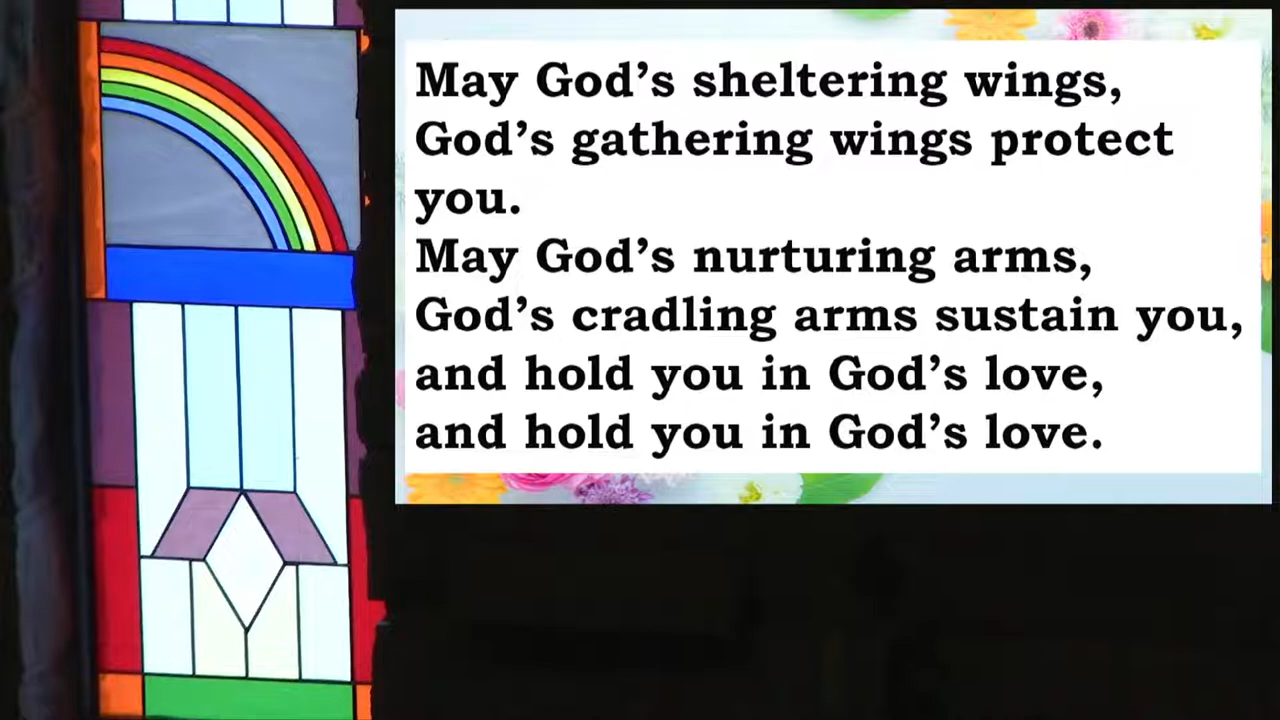 May God’s sheltering wings,
God’s gathering wings protect
you.
May God’s nurturing arms,
God’s cradling arms sustain you,
and hold you in God’s love,
and hold you in God’s love.